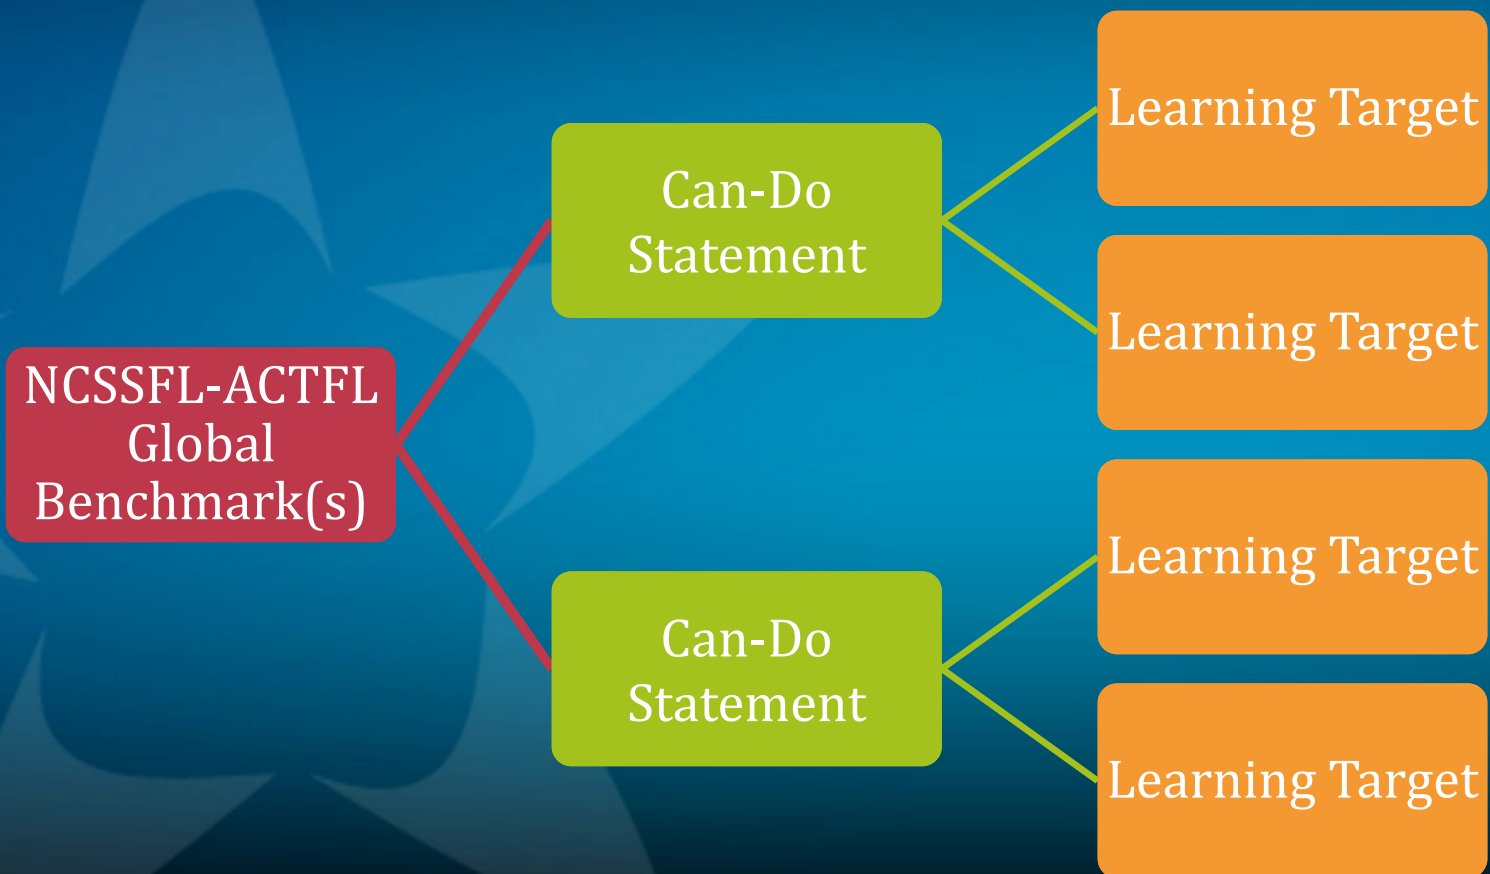 NCSSFL-ACTFL
Global
Benchmark(s)
Can-Do
Statement
Learning Target
Learning Target
Can-Do
Statement
Learning Target
Learning Target